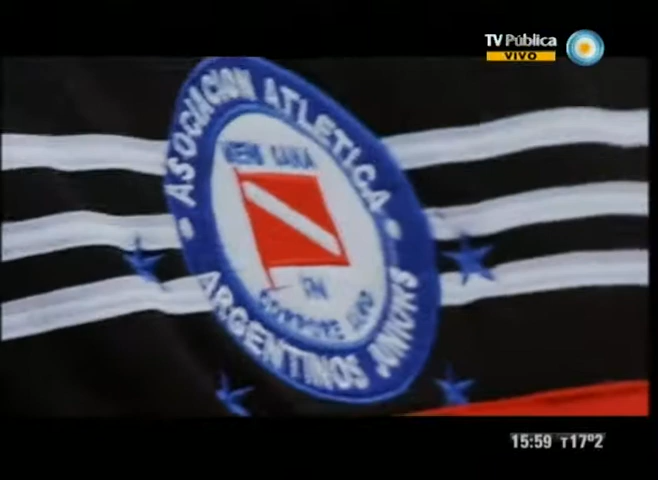 TV Pública
VIVO
ASOCIACION ATLETICA
ARGENTINOS JUNIORS
15:59 T17º2